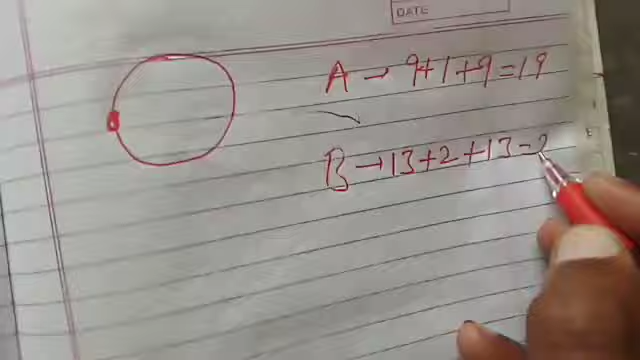 DATE
A → 9+1+9=19
B → 13+2+13-2